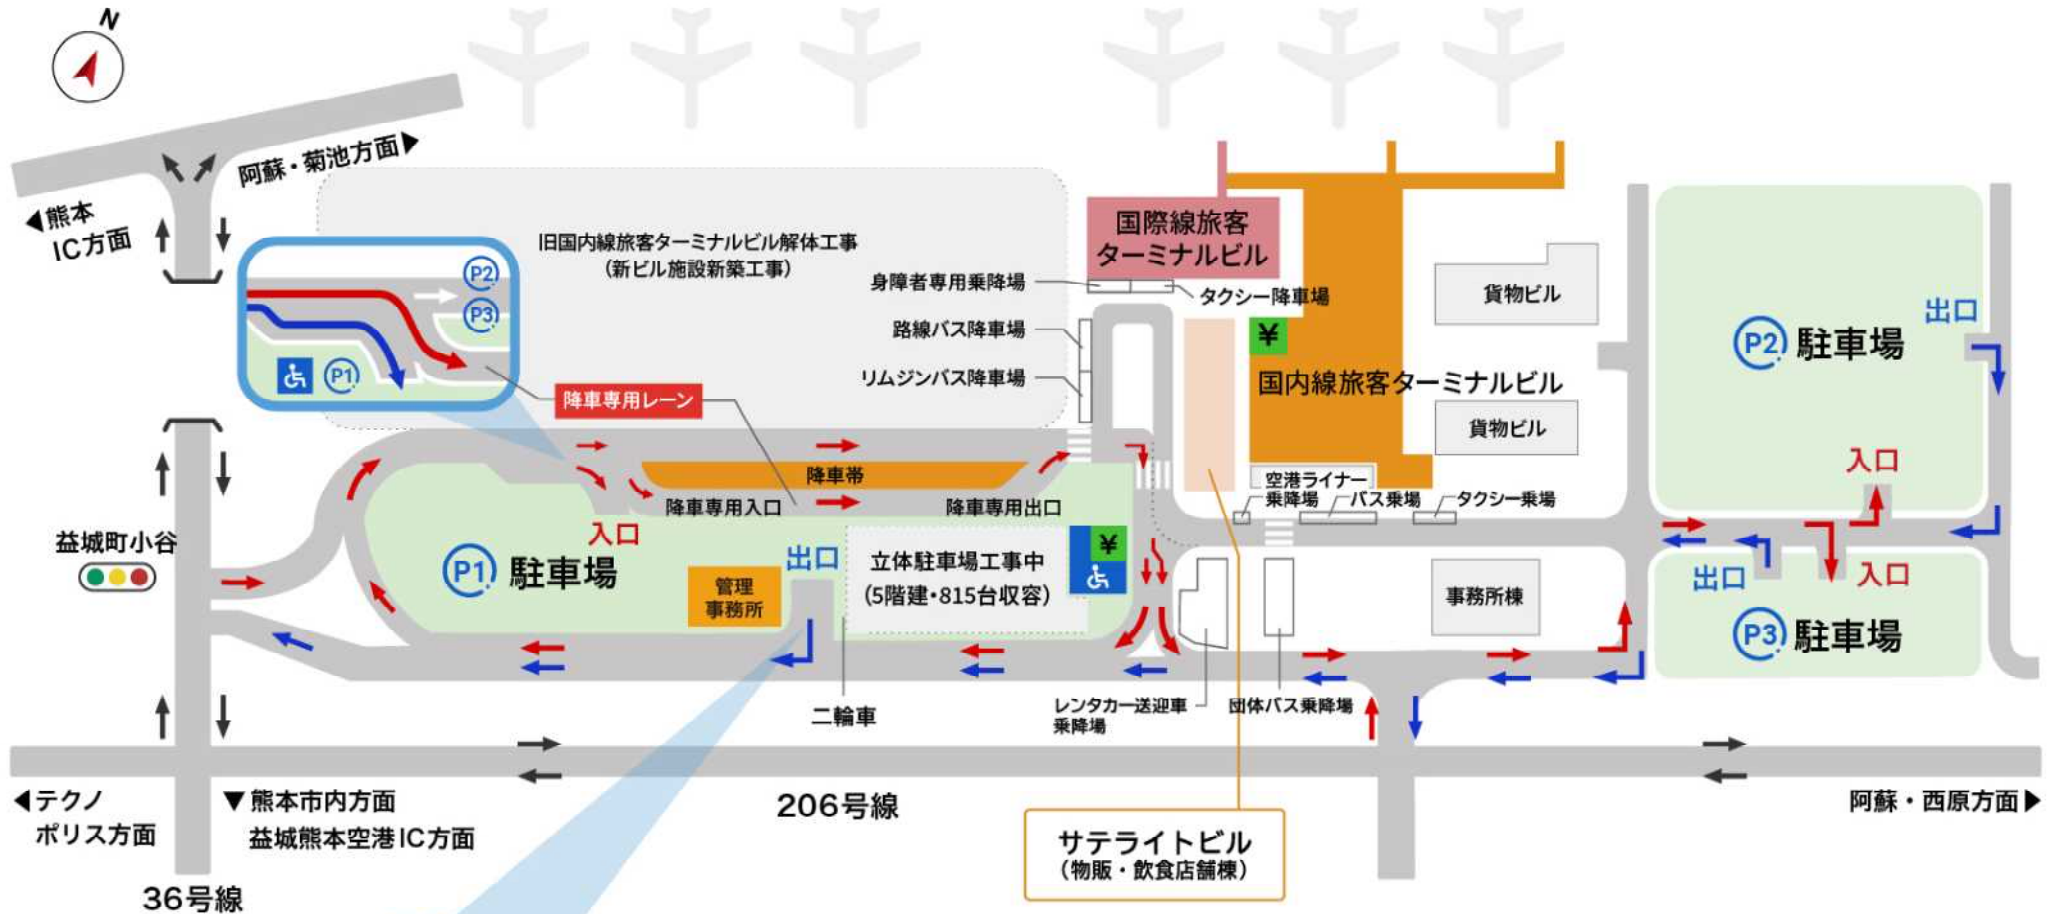 N
阿蘇・菊池方面▶
◀熊本
IC方面
旧国内線旅客ターミナルビル解体工事
(新ビル施設新築工事)
国際線旅客
ターミナルビル
身障者専用乗降場
タクシー降車場
路線バス降車場
リムジンバス降車場
¥
国内線旅客ターミナルビル
貨物ビル
貨物ビル
P2
P3
P1
降車専用レーン
P2 駐車場
出口
入口
降車帯
降車専用入口
降車専用出口
空港ライナー
乗降場
バス乗場
タクシー乗場
益城町小谷
入口
P1 駐車場
管理
事務所
出口
立体駐車場工事中
(5階建・815台収容)
¥
事務所棟
出口
入口
P3 駐車場
二輪車
レンタカー送迎車
乗降場
団体バス乗降場
◀テクノ
ポリス方面
▼熊本市内方面
益城熊本空港IC方面
206号線
阿蘇・西原方面▶
サテライトビル
(物販・飲食店舗棟)
36号線